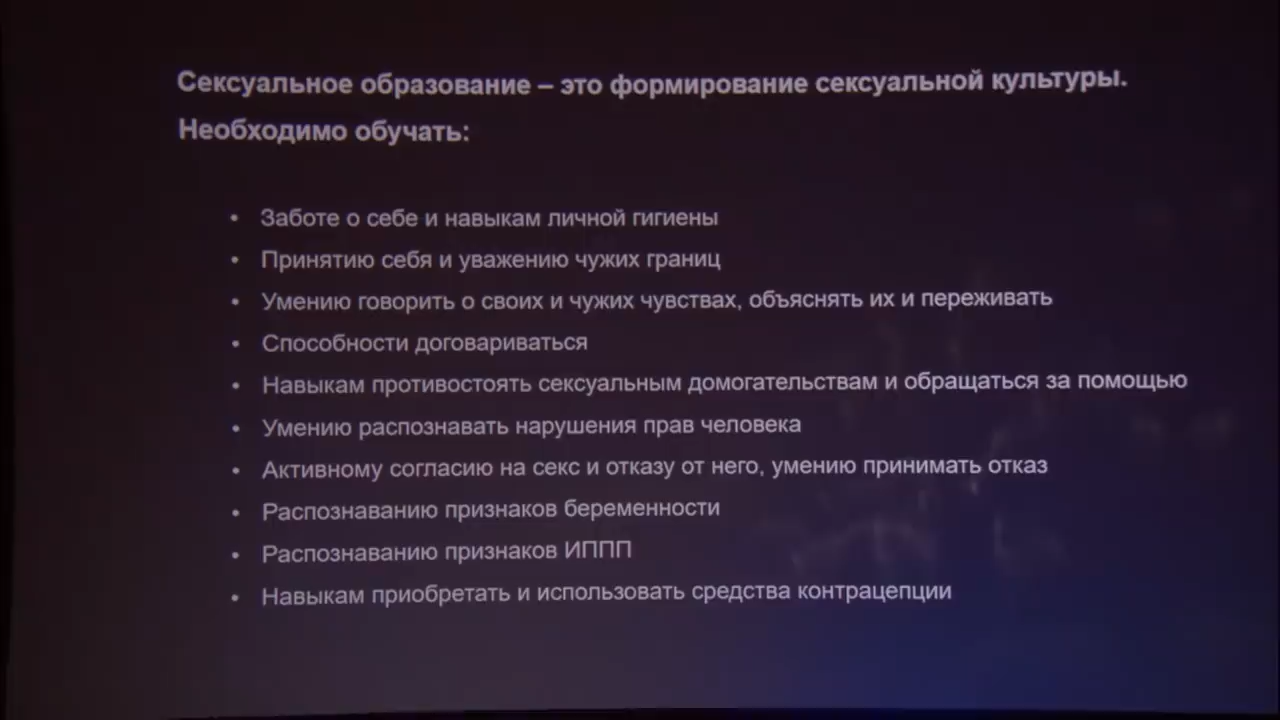 Сексуальное образование – это формирование сексуальной культуры.
Необходимо обучать:
• Заботе о себе и навыкам личной гигиены
• Принятию себя и уважению чужих границ
• Умению говорить о своих и чужих чувствах, объяснять их и переживать
• Способности договариваться
• Навыкам противостоять сексуальным домогательствам и обращаться за помощью
• Умению распознавать нарушения прав человека
• Активному согласию на секс и отказу от него, умению принимать отказ
• Распознаванию признаков беременности
• Распознаванию признаков ИППП
• Навыкам приобретать и использовать средства контрацепции